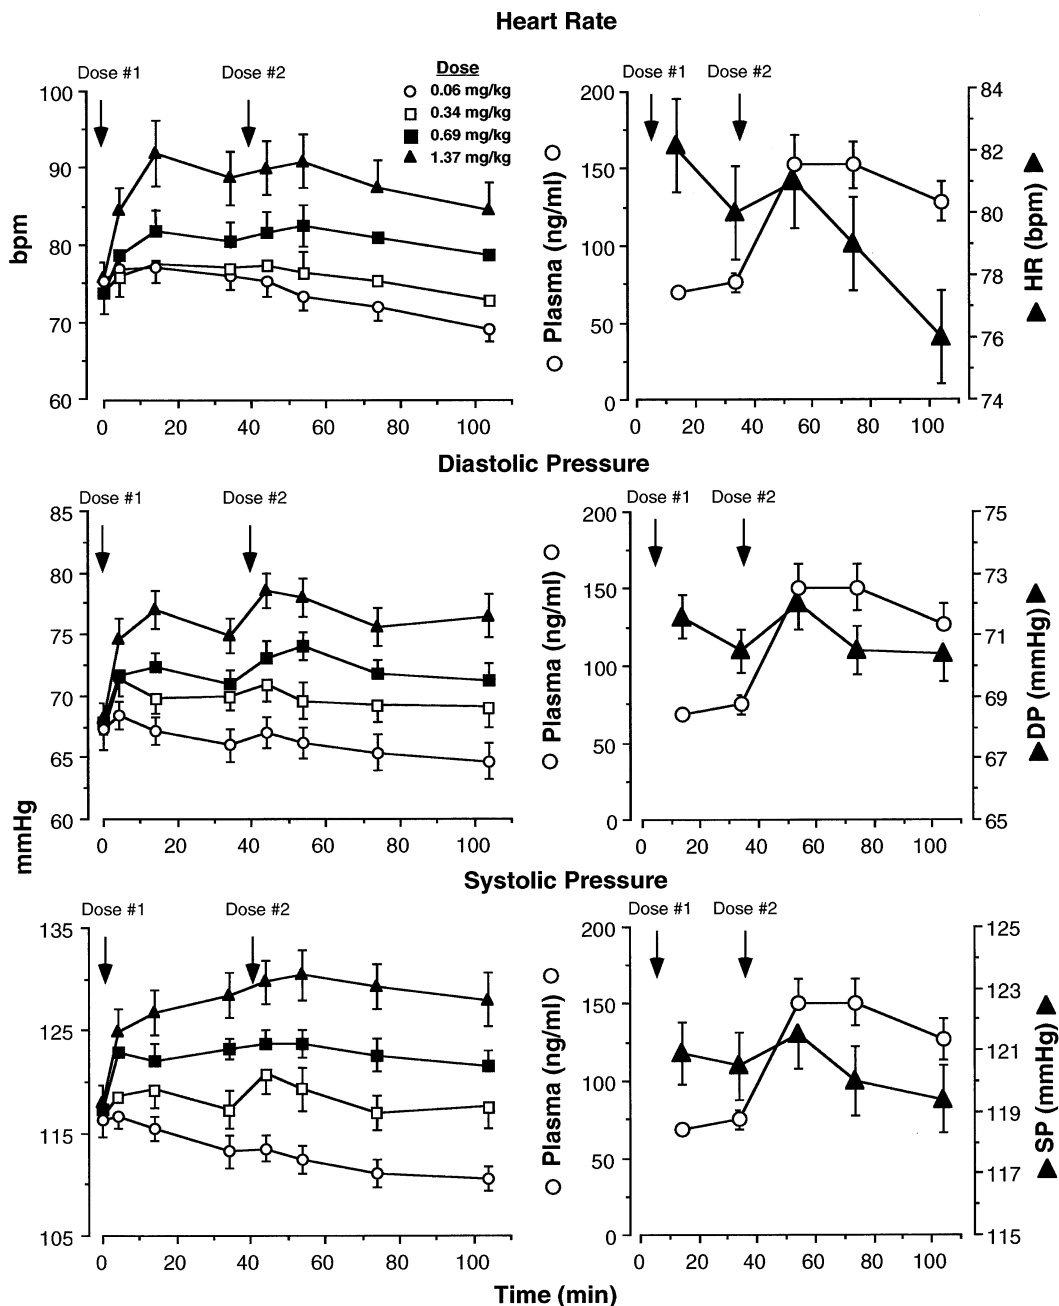 Heart Rate
Dose #1
Dose #2
Dose
0.06 mg/kg
0.34 mg/kg
0.69 mg/kg
1.37 mg/kg
100
90
80
70
60
bpm
0
20
40
60
80
100
Dose #1
Dose #2
200
150
100
50
0
Plasma (ng/ml)
84
82
80
78
76
74
HR (bpm)
0
20
40
60
80
100
Diastolic Pressure
Dose #1
Dose #2
85
80
75
70
65
60
mmHg
0
20
40
60
80
100
Dose #1
Dose #2
200
150
100
50
0
Plasma (ng/ml)
75
73
71
69
67
65
DP (mmHg)
0
20
40
60
80
100
Systolic Pressure
Dose #1
Dose #2
135
125
115
105
0
20
40
60
80
100
Dose #1
Dose #2
200
150
100
50
0
Plasma (ng/ml)
125
123
121
119
117
115
SP (mmHg)
0
20
40
60
80
100
Time (min)